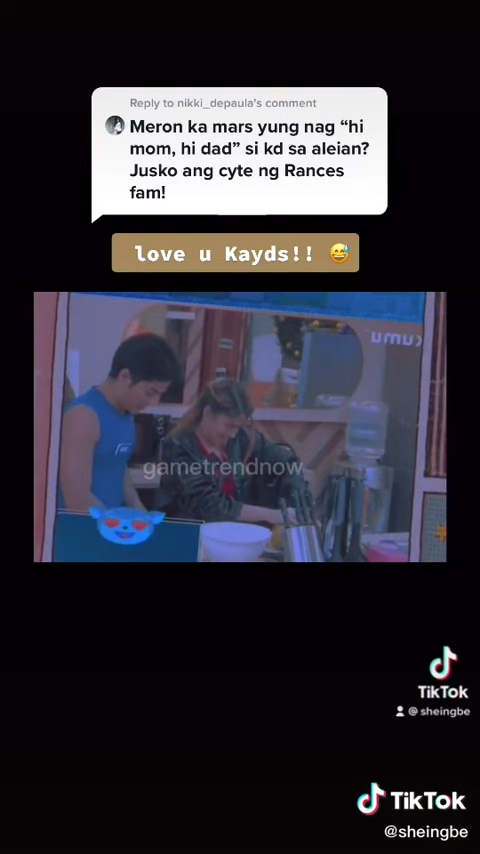 Reply to nikki_depaula's comment
Meron ka mars yung nag “hi
mom, hi dad” si kd sa aleian?
Jusko ang cyte ng Rances
fam!
love u Kayds!! 😅
gametrendnow
TikTok
@ sheingbe
TikTok
@sheingbe